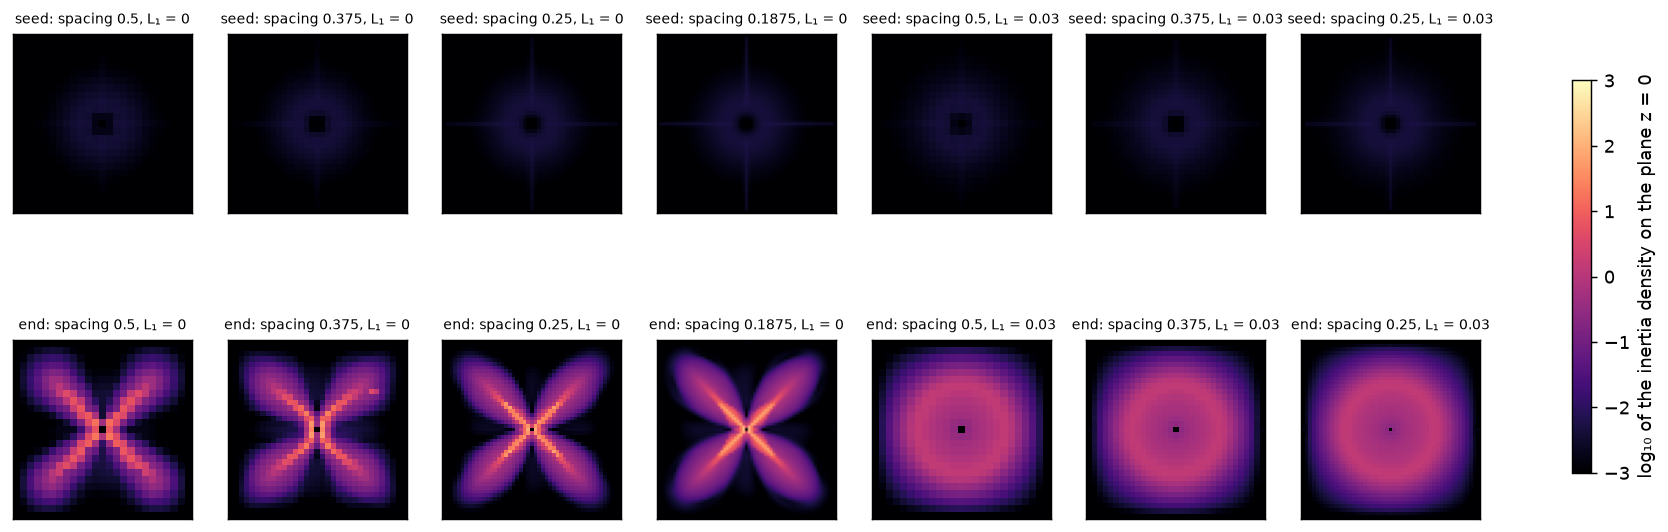 seed: spacing 0.5, L₁ = 0
seed: spacing 0.375, L₁ = 0
seed: spacing 0.25, L₁ = 0
seed: spacing 0.1875, L₁ = 0
seed: spacing 0.5, L₁ = 0.03
seed: spacing 0.375, L₁ = 0.03
seed: spacing 0.25, L₁ = 0.03
end: spacing 0.5, L₁ = 0
end: spacing 0.375, L₁ = 0
end: spacing 0.25, L₁ = 0
end: spacing 0.1875, L₁ = 0
end: spacing 0.5, L₁ = 0.03
end: spacing 0.375, L₁ = 0.03
end: spacing 0.25, L₁ = 0.03
3
2
1
0
−1
−2
−3
log₁₀ of the inertia density on the plane z = 0